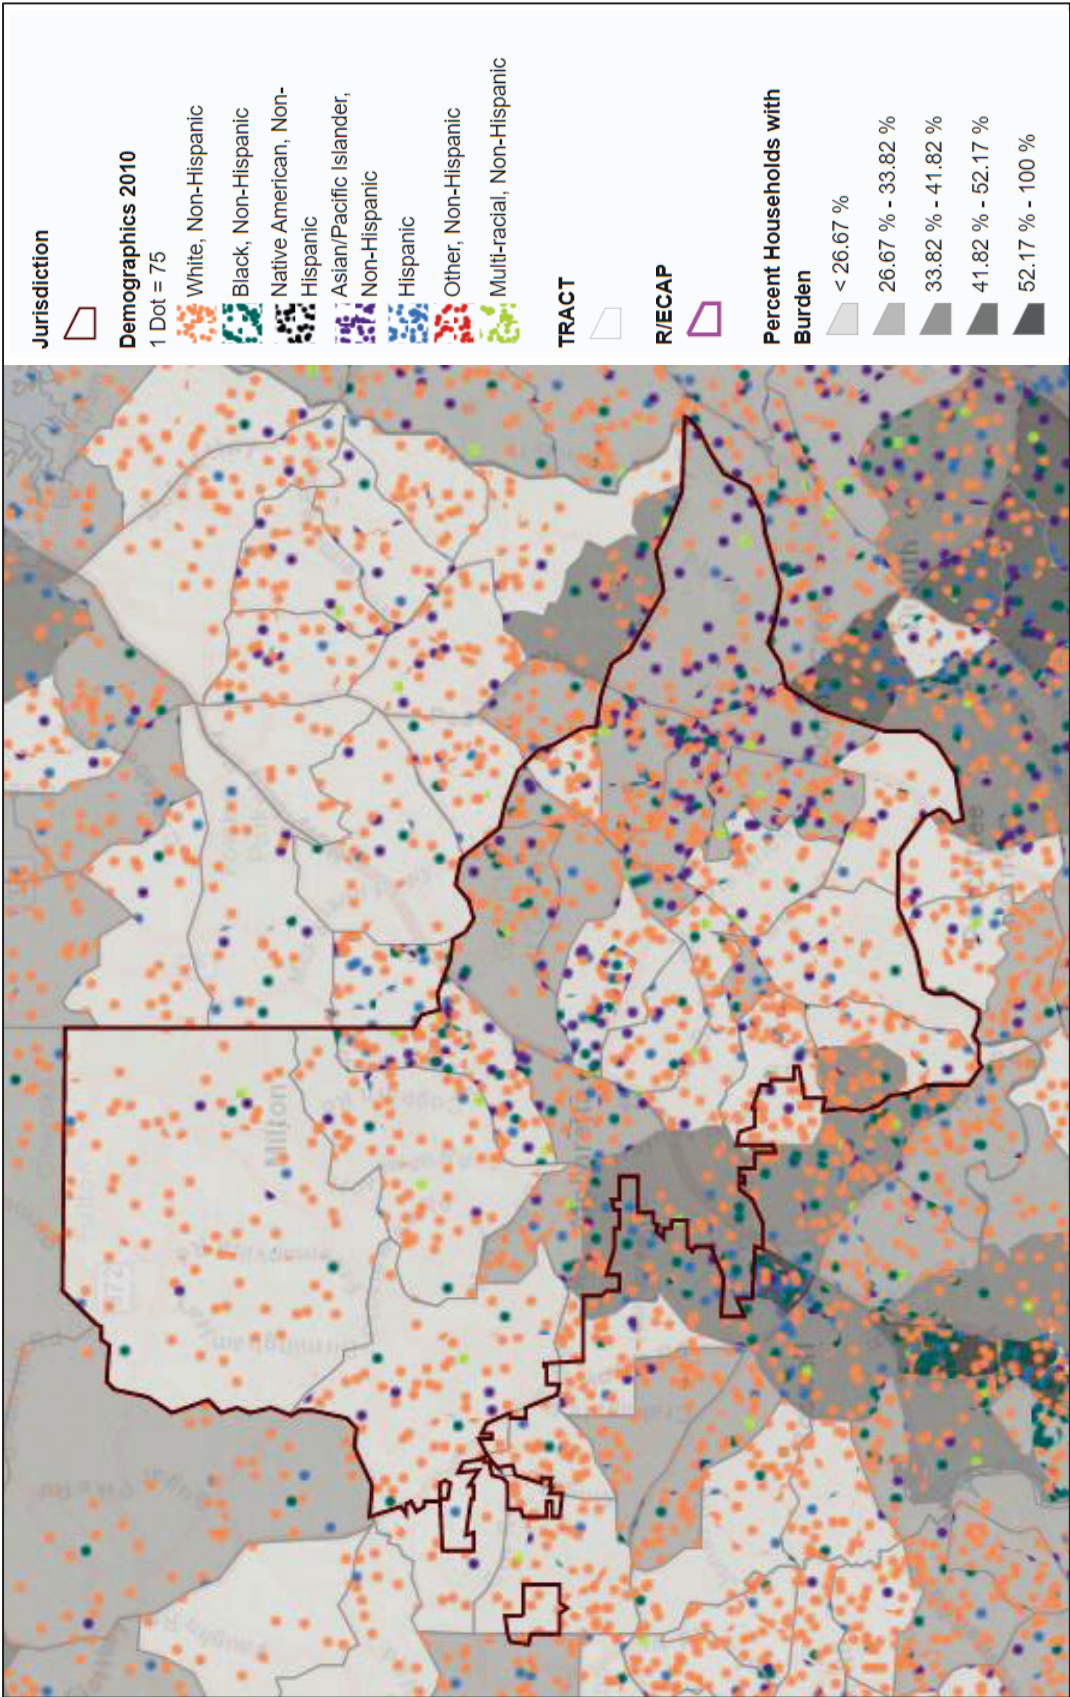 Jurisdiction
Demographics 2010
1 Dot = 75
White, Non-Hispanic
Black, Non-Hispanic
Native American, Non-
Hispanic
Asian/Pacific Islander,
Non-Hispanic
Hispanic
Other, Non-Hispanic
Multi-racial, Non-Hispanic
TRACT
R/ECAP
Percent Households with
Burden
< 26.67 %
26.67 % - 33.82 %
33.82 % - 41.82 %
41.82 % - 52.17 %
52.17 % - 100 %
Milton
372
Birmingham